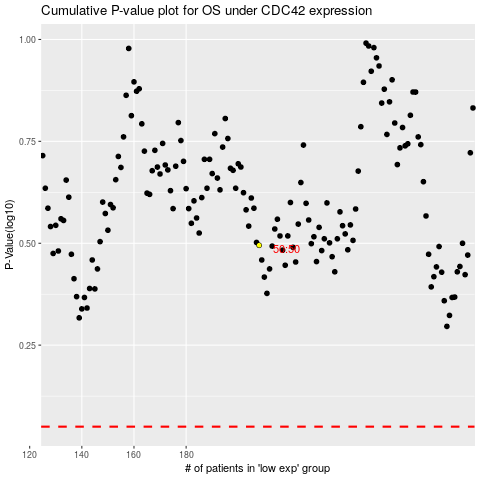 Cumulative P-value plot for OS under CDC42 expression
P-Value(log10)
1.00
0.75
0.50
0.25
50:50
120 140 160 180
# of patients in 'low exp' group